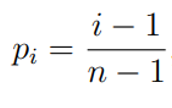 p_i = \frac{i-1}{n-1}